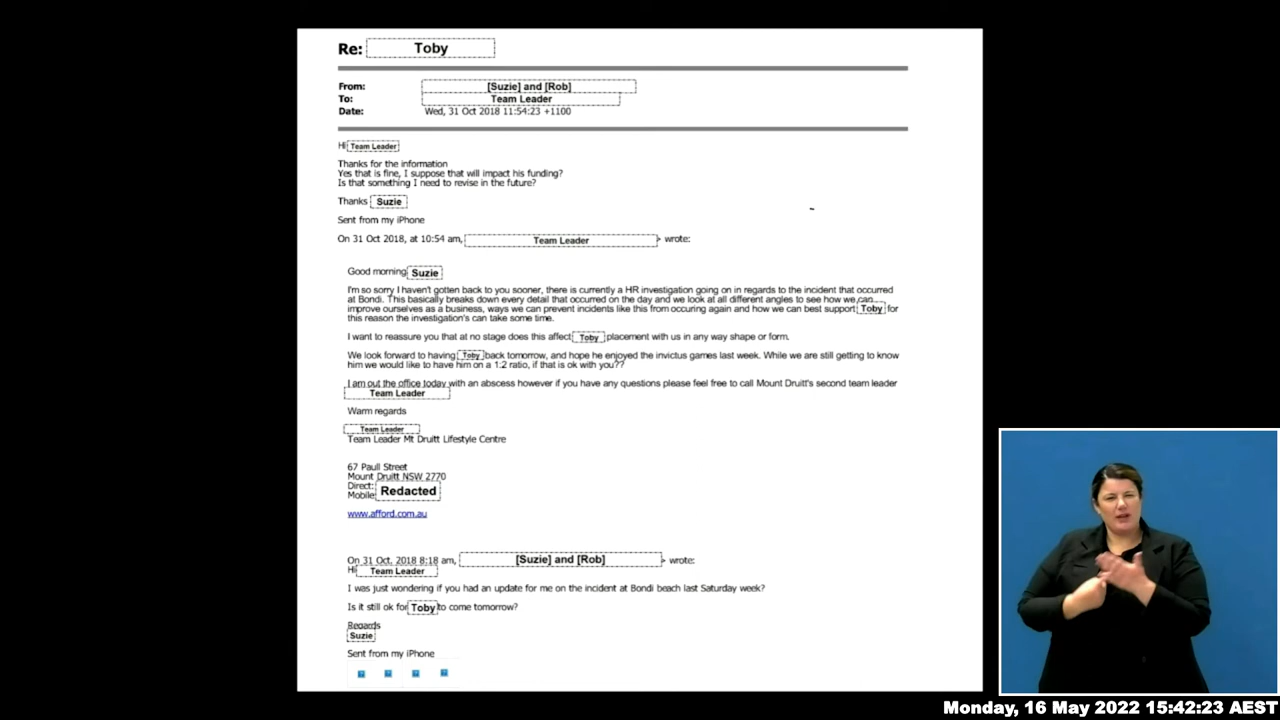 Re: Toby
From: [Suzie] and [Rob]
To: Team Leader
Date: Wed, 31 Oct 2018 11:54:23 +1100
Hi Team Leader
Thanks for the information
Yes that is fine, I suppose that will impact his funding?
Is that something I need to revise in the future?
Thanks Suzie
Sent from my iPhone
On 31 Oct 2018, at 10:54 am, Team Leader > wrote:
Good morning Suzie
I'm so sorry I haven't gotten back to you sooner, there is currently a HR investigation going on in regards to the incident that occurred
at Bondi. This basically breaks down every detail that occurred on the day and we look at all different angles to see how we can
improve ourselves as a business, ways we can prevent incidents like this from occuring again and how we can best support Toby for
this reason the investigation's can take some time.
I want to reassure you that at no stage does this affect Toby placement with us in any way shape or form.
We look forward to having Toby back tomorrow, and hope he enjoyed the invictus games last week. While we are still getting to know
him we would like to have him on a 1:2 ratio, if that is ok with you??
I am out the office today with an abscess however if you have any questions please feel free to call Mount Druitt's second team leader
Team Leader
Warm regards
Team Leader
Team Leader Mt Druitt Lifestyle Centre
67 Paull Street
Mount Druitt NSW 2770
Direct:
Mobile: Redacted
www.afford.com.au
On 31 Oct, 2018 8:18 am, [Suzie] and [Rob] > wrote:
Hi Team Leader
I was just wondering if you had an update for me on the incident at Bondi beach last Saturday week?
Is it still ok for Toby to come tomorrow?
Regards
Suzie
Sent from my iPhone
Monday, 16 May 2022 15:42:23 AEST